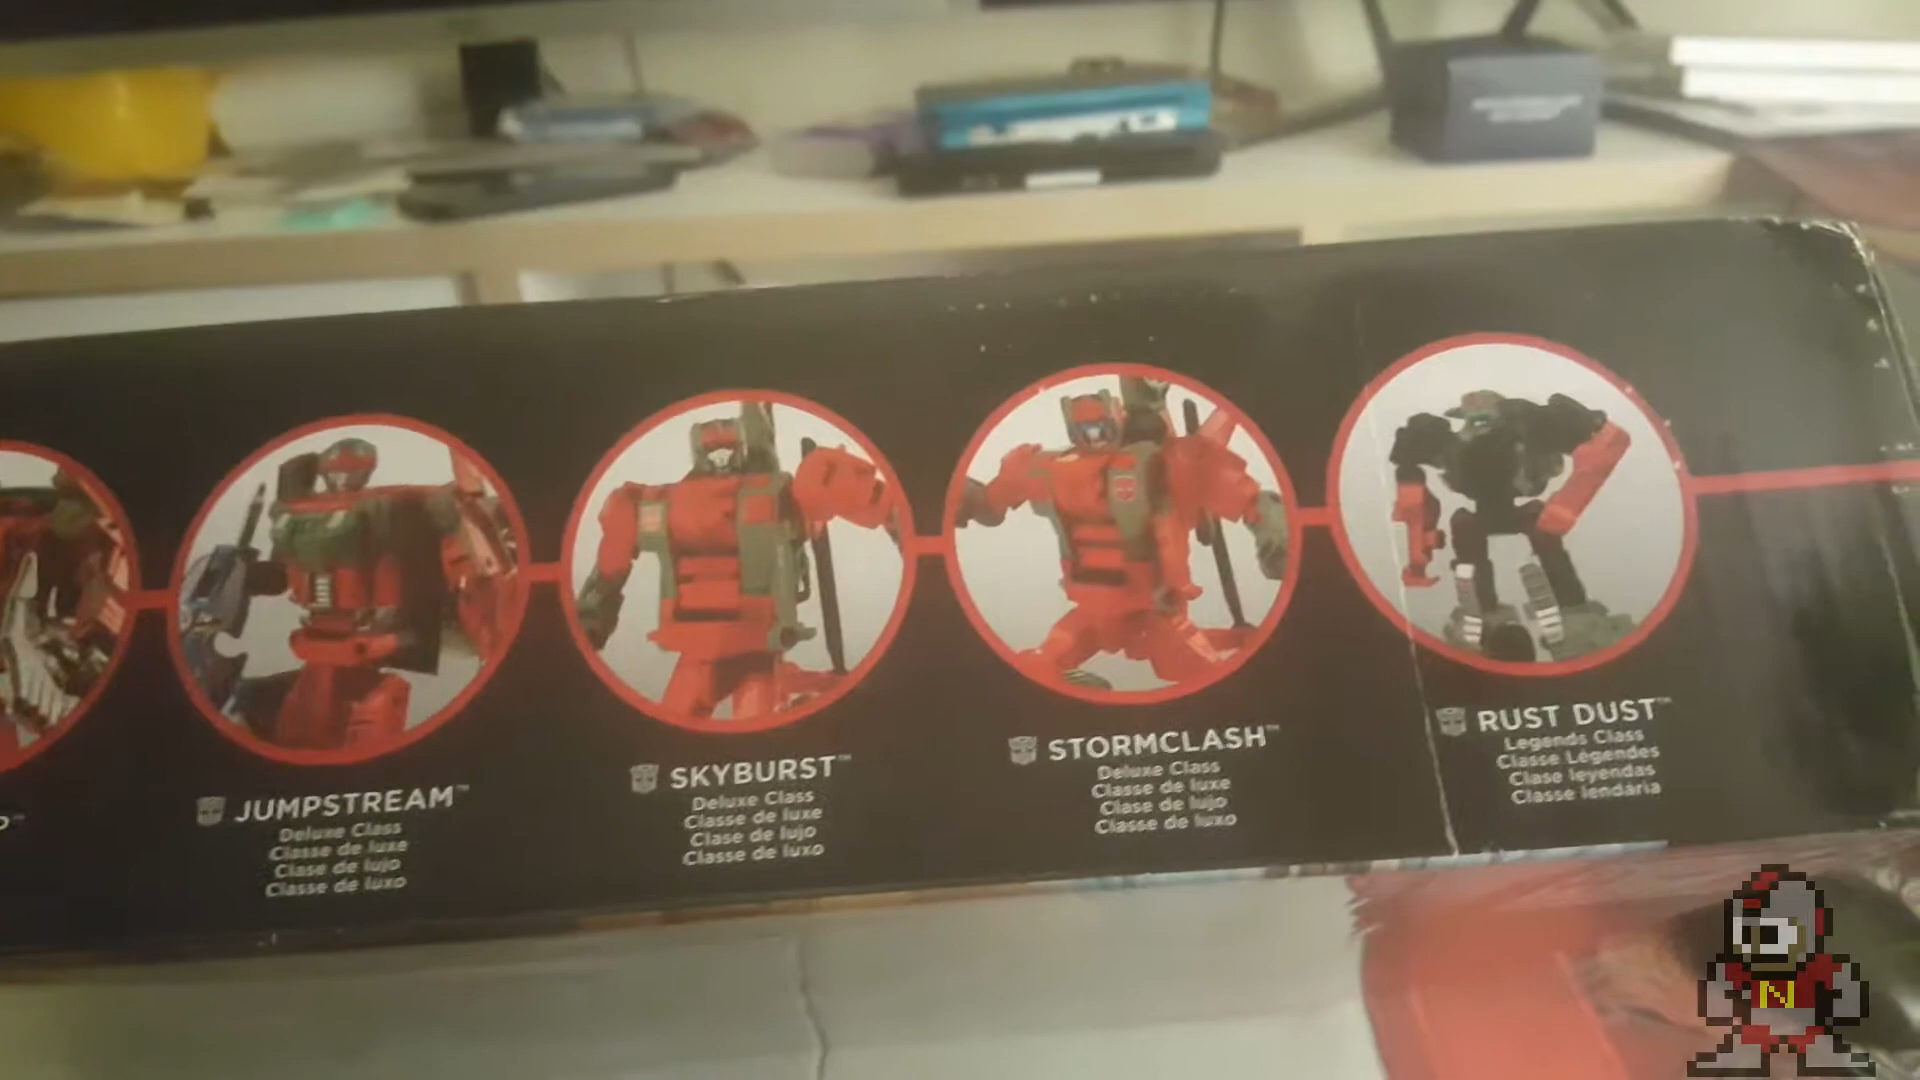 JUMPSTREAM™
Deluxe Class
Classe de luxe
Clase de lujo
Classe de luxo
SKYBURST™
Deluxe Class
Classe de luxe
Clase de lujo
Classe de luxo
STORMCLASH™
Deluxe Class
Classe de luxe
Clase de lujo
Classe de luxo
RUST DUST™
Legends Class
Classe Légendes
Clase leyendas
Classe lendária
N